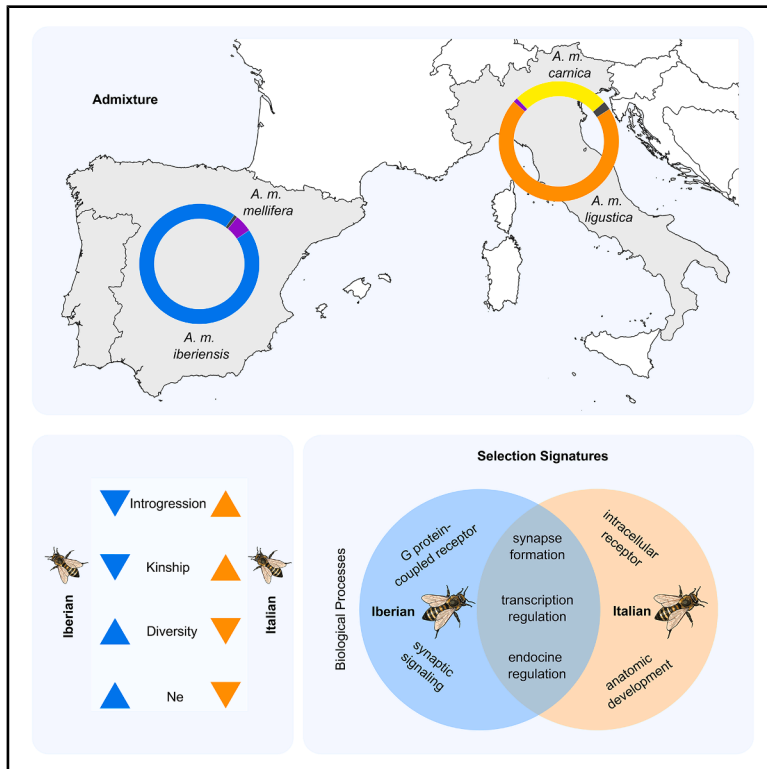 Admixture
A. m.
carnica
A. m.
mellifera
A. m.
ligustica
A. m.
iberiensis
Iberian
Introgression
Kinship
Diversity
Ne
Italian
Selection Signatures
Biological Processes
G protein-
coupled receptor
Iberian
synaptic
signaling
synapse
formation
transcription
regulation
endocrine
regulation
intracellular
receptor
Italian
anatomic
development